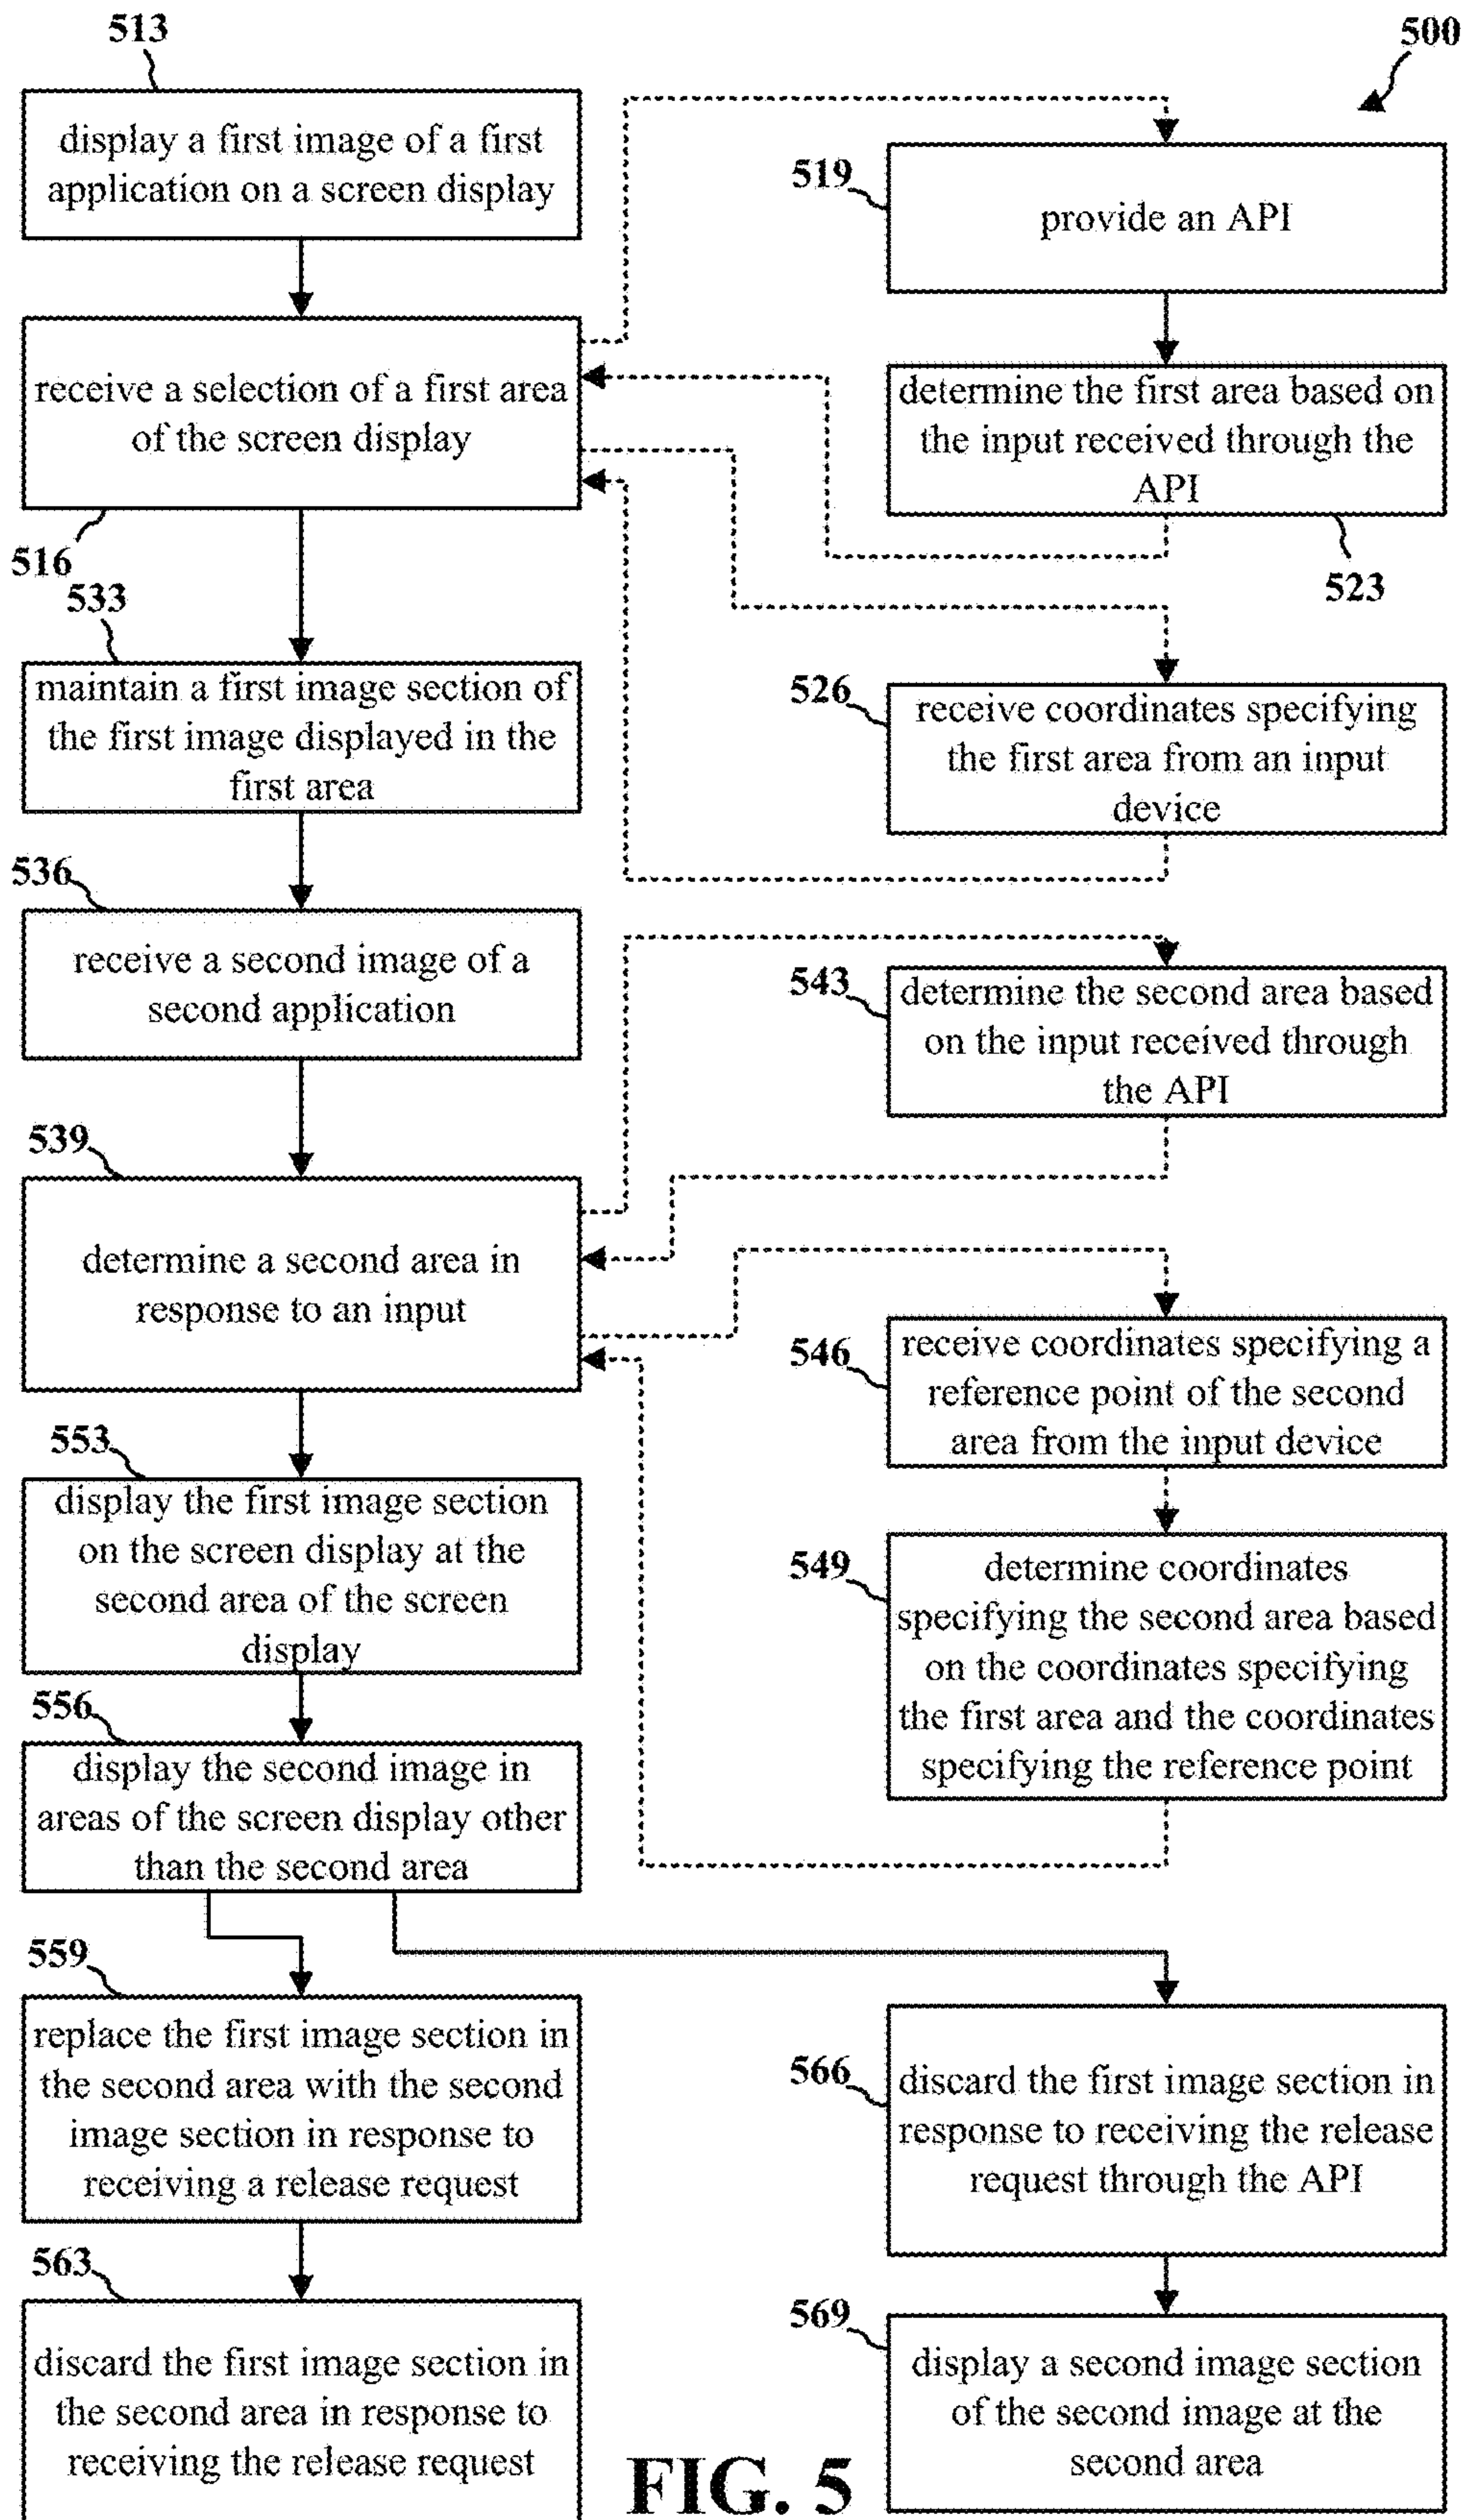 513
500
display a first image of a first
application on a screen display
519
provide an API
receive a selection of a first area
of the screen display
516
determine the first area based on
the input received through the
API
523
533
maintain a first image section of
the first image displayed in the
first area
526
receive coordinates specifying
the first area from an input
device
536
receive a second image of a
second application
543
determine the second area based
on the input received through
the API
539
determine a second area in
response to an input
546
receive coordinates specifying a
reference point of the second
area from the input device
553
display the first image section
on the screen display at the
second area of the screen
display
549
determine coordinates
specifying the second area based
on the coordinates specifying
the first area and the coordinates
specifying the reference point
556
display the second image in
areas of the screen display other
than the second area
559
replace the first image section in
the second area with the second
image section in response to
receiving a release request
566
discard the first image section in
response to receiving the release
request through the API
563
discard the first image section in
the second area in response to
receiving the release request
569
display a second image section
of the second image at the
second area
FIG. 5